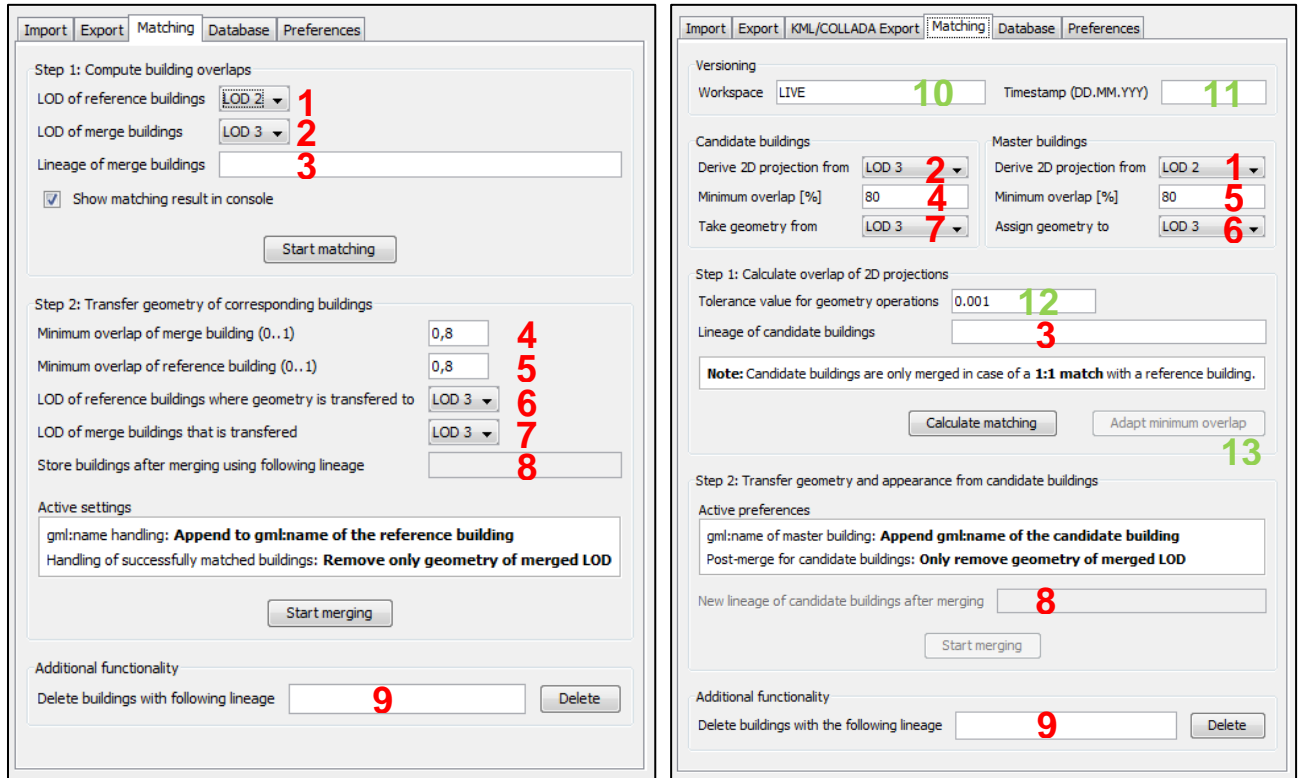 Import Export Matching Database Preferences
Step 1: Compute building overlaps
LOD of reference buildings LOD 2 1
LOD of merge buildings LOD 3 2
Lineage of merge buildings 3
Show matching result in console
Start matching
Step 2: Transfer geometry of corresponding buildings
Minimum overlap of merge building (0..1) 0,8 4
Minimum overlap of reference building (0..1) 0,8 5
LOD of reference buildings where geometry is transfered to LOD 3 6
LOD of merge buildings that is transfered LOD 3 7
Store buildings after merging using following lineage 8
Active settings
gml:name handling: Append to gml:name of the reference building
Handling of successfully matched buildings: Remove only geometry of merged LOD
Start merging
Additional functionality
Delete buildings with following lineage 9 Delete
Import Export KML/COLLADA Export Matching Database Preferences
Versioning
Workspace LIVE 10 Timestamp (DD.MM.YYY) 11
Candidate buildings Master buildings
Derive 2D projection from LOD 3 2 Derive 2D projection from LOD 2 1
Minimum overlap [%] 80 4 Minimum overlap [%] 80 5
Take geometry from LOD 3 7 Assign geometry to LOD 3 6
Step 1: Calculate overlap of 2D projections
Tolerance value for geometry operations 0.001 12
Lineage of candidate buildings 3
Note: Candidate buildings are only merged in case of a 1:1 match with a reference building.
Calculate matching Adapt minimum overlap
13
Step 2: Transfer geometry and appearance from candidate buildings
Active preferences
gml:name of master building: Append gml:name of the candidate building
Post-merge for candidate buildings: Only remove geometry of merged LOD
New lineage of candidate buildings after merging 8
Start merging
Additional functionality
Delete buildings with the following lineage 9 Delete